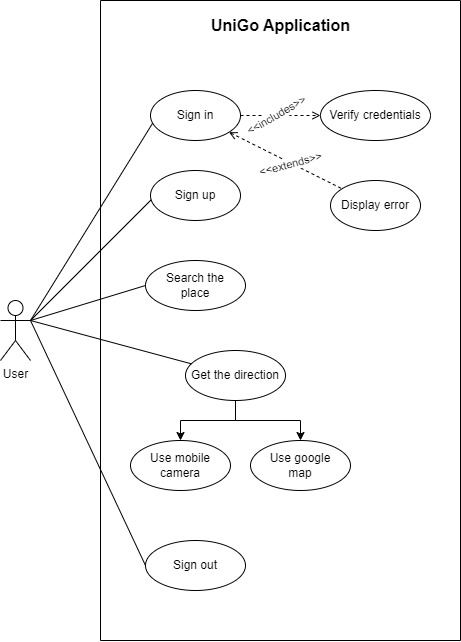 UniGo Application
Sign in
<<includes>>
Verify credentials
<<extends>>
Sign up
Display error
Search the
place
User
Get the direction
Use mobile
camera
Use google
map
Sign out